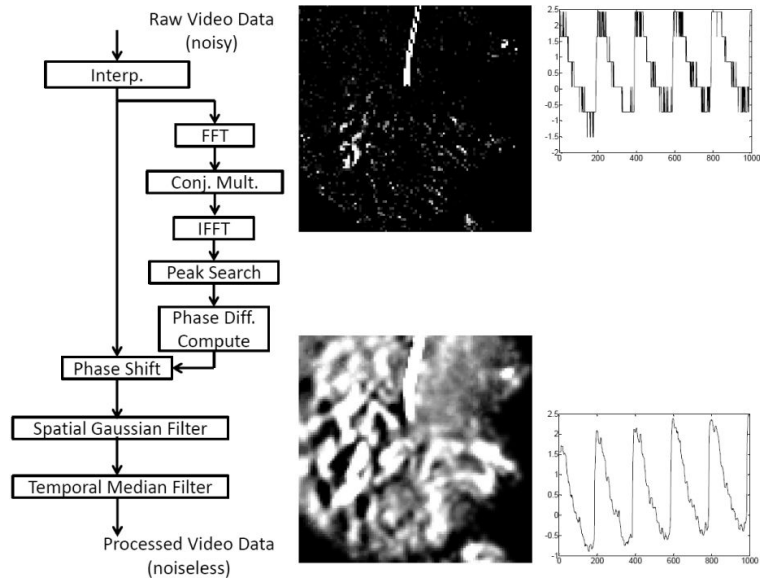 Raw Video Data
(noisy)
Interp.
FFT
Conj. Mult.
IFFT
Peak Search
Phase Diff.
Compute
Phase Shift
Spatial Gaussian Filter
Temporal Median Filter
Processed Video Data
(noiseless)
2.5
2
1.5
1
0.5
0
-0.5
-1
-1.5
-2
0 200 400 600 800 1000
2.5
2
1.5
1
0.5
0
-0.5
-1
0 200 400 600 800 1000